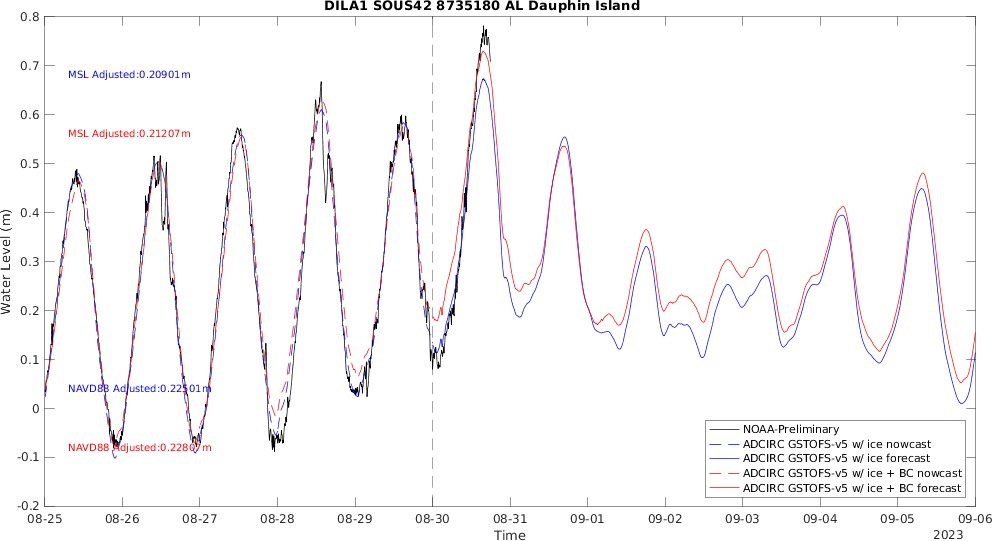 DILA1 SOUS42 8735180 AL Dauphin Island
0.8
0.7
0.6
0.5
0.4
0.3
0.2
0.1
0
-0.1
-0.2
Water Level (m)
MSL Adjusted:0.20901m
MSL Adjusted:0.21207m
NAVD88 Adjusted:0.22501m
NAVD88 Adjusted:0.22807m
NOAA-Preliminary
ADCIRC GSTOFS-v5 w/ ice nowcast
ADCIRC GSTOFS-v5 w/ ice forecast
ADCIRC GSTOFS-v5 w/ ice + BC nowcast
ADCIRC GSTOFS-v5 w/ ice + BC forecast
08-25 08-26 08-27 08-28 08-29 08-30 08-31 09-01 09-02 09-03 09-04 09-05 09-06
Time
2023